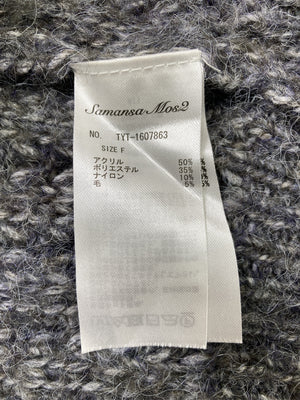 Samansa Mos2
NO. TYT-1607863
SIZE F
アクリル 50%
ポリエステル 35%
ナイロン 10%
毛 5%